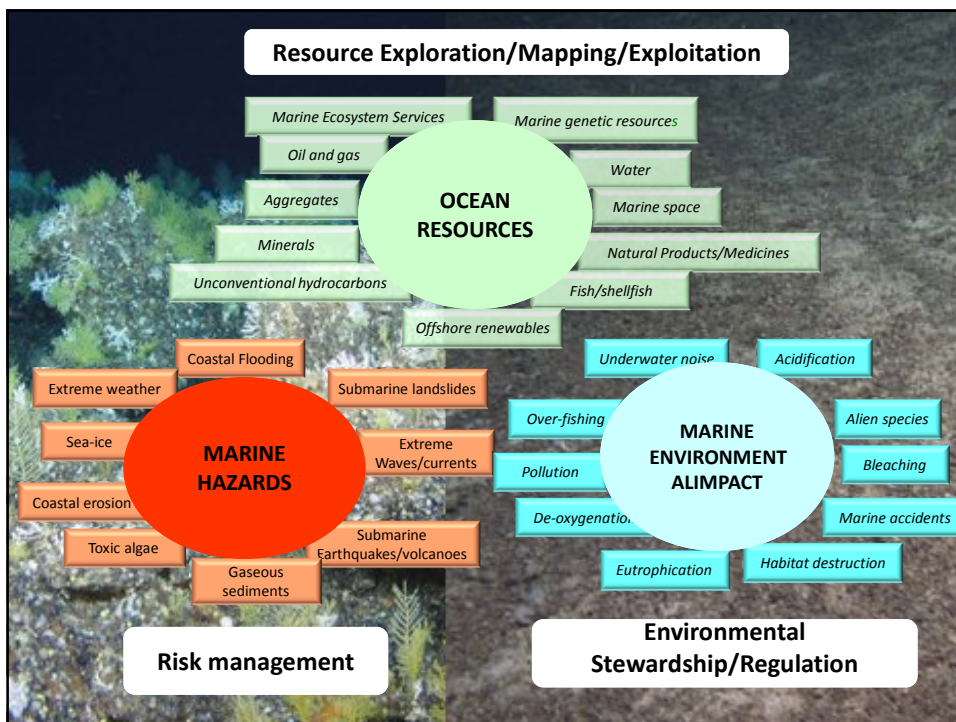 Resource Exploration/Mapping/Exploitation
Marine Ecosystem Services
Marine genetic resources
Oil and gas
Water
Aggregates
Marine space
OCEAN
RESOURCES
Minerals
Natural Products/Medicines
Unconventional hydrocarbons
Fish/shellfish
Offshore renewables
Coastal Flooding
Extreme weather
Submarine landslides
Sea-ice
MARINE
HAZARDS
Extreme
Waves/currents
Coastal erosion
Toxic algae
Submarine
Earthquakes/volcanoes
Gaseous
sediments
Risk management
Underwater noise
Acidification
Over-fishing
Alien species
MARINE
ENVIRONMENT
ALIMPACT
Pollution
Bleaching
De-oxygenation
Marine accidents
Eutrophication
Habitat destruction
Environmental
Stewardship/Regulation